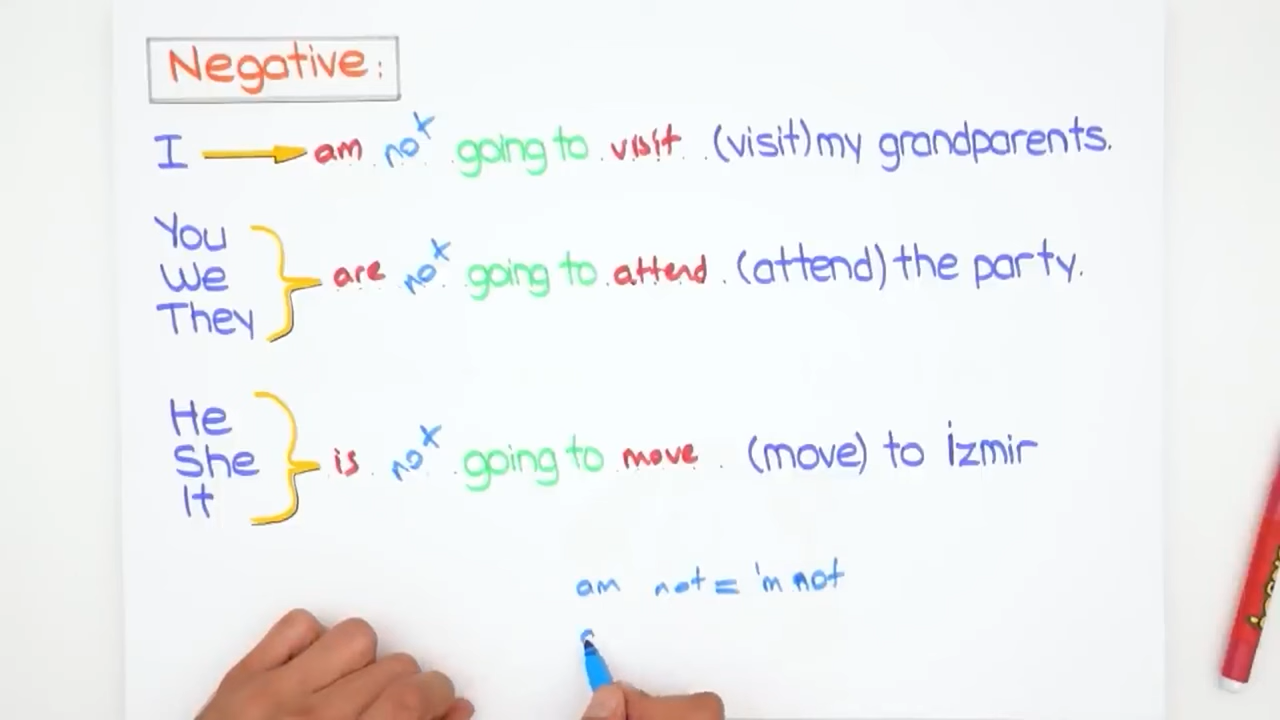 Negative:
I am not going to visit (visit) my grandparents.
You
We
They
are not going to attend (attend) the party.
He
She
It
is not going to move (move) to İzmir
am not = 'm not